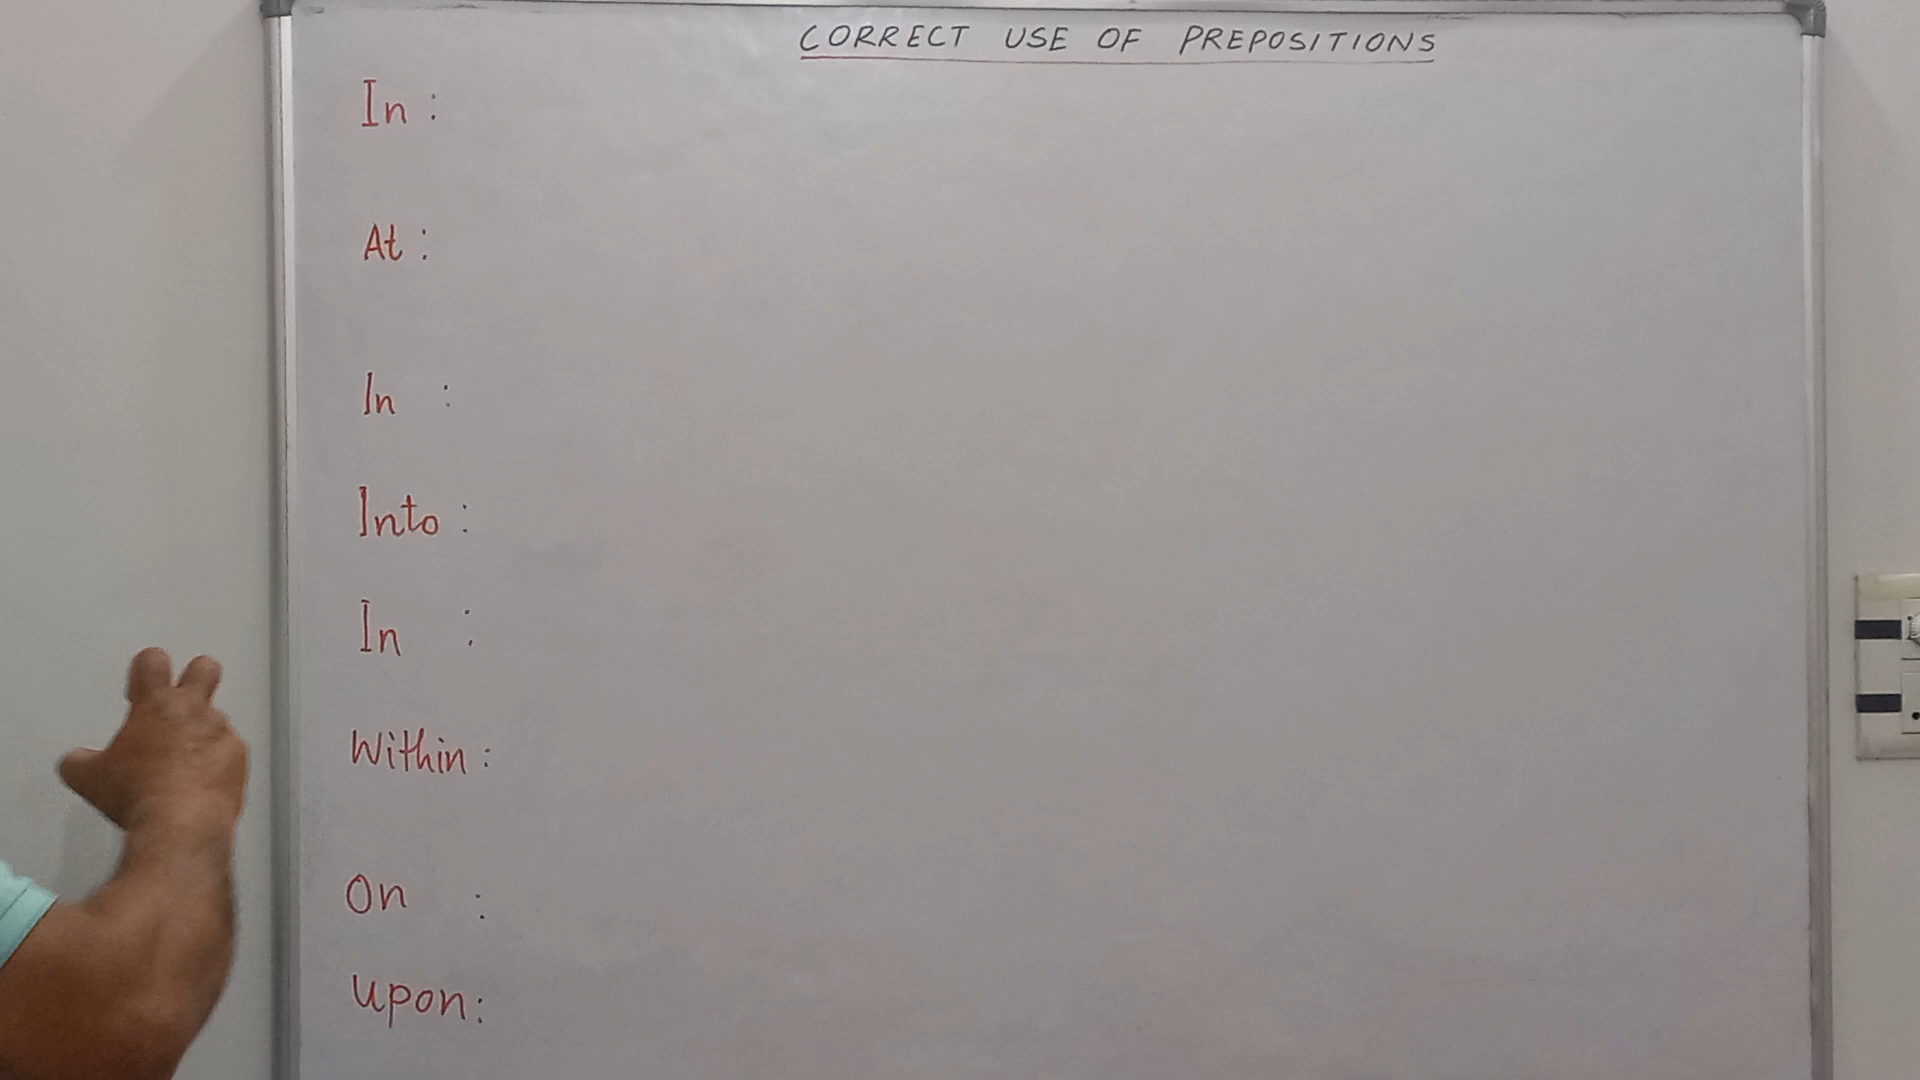 CORRECT USE OF PREPOSITIONS
In :
At :
In :
Into :
In :
Within :
On :
Upon :